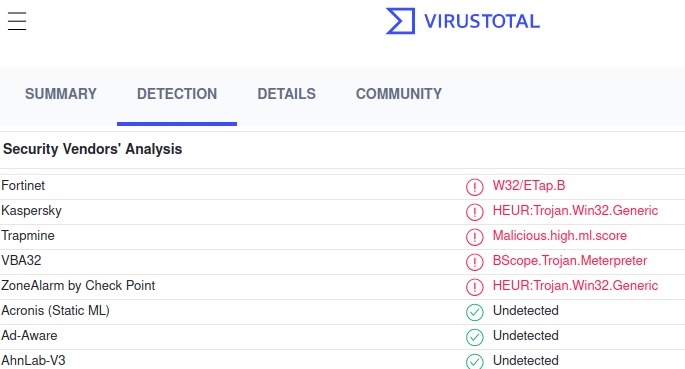 VIRUSTOTAL
SUMMARY DETECTION DETAILS COMMUNITY
Security Vendors' Analysis
Fortinet W32/ETap.B
Kaspersky HEUR:Trojan.Win32.Generic
Trapmine Malicious.high.ml.score
VBA32 BScope.Trojan.Meterpreter
ZoneAlarm by Check Point HEUR:Trojan.Win32.Generic
Acronis (Static ML) Undetected
Ad-Aware Undetected
AhnLab-V3 Undetected